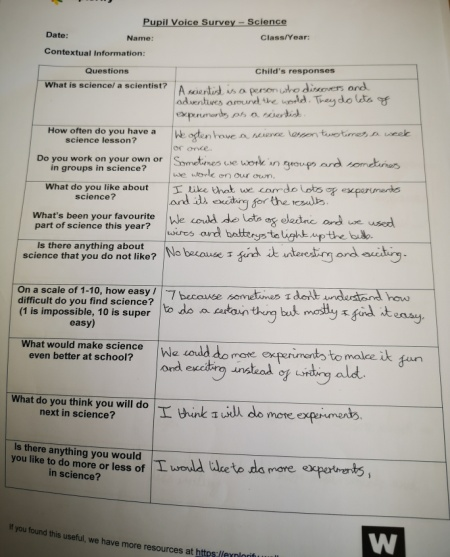 Pupil Voice Survey – Science
Date: Name: Class/Year:
Contextual Information:
Questions Child's responses
What is science/ a scientist?
A scientist is a person who discovers and
adventures around the world. They do lots of
experiments as a scientist.
How often do you have a
science lesson?
We often have a science lesson two times a week
or once.
Do you work on your own or
in groups in science?
Sometimes we work in groups and sometimes
we work on our own.
What do you like about
science?
I like that we can do lots of experiments
and its exciting for the results.
What's been your favourite
part of science this year?
We could do lots of electric and we used
wires and batterys to light up the bulb.
Is there anything about
science that you do not like?
No because I find it interesting and exciting.
On a scale of 1-10, how easy /
difficult do you find science?
(1 is impossible, 10 is super
easy)
7 because sometimes I don't understand how
to do a certain thing but mostly I find it easy.
What would make science
even better at school?
We could do more experiments to make it fun
and exciting instead of writing
What do you think you will do
next in science?
I think I will do more experiments.
Is there anything you would
you like to do more or less of
in science?
I would like to do more experiments,
If you found this useful, we have more resources at
W